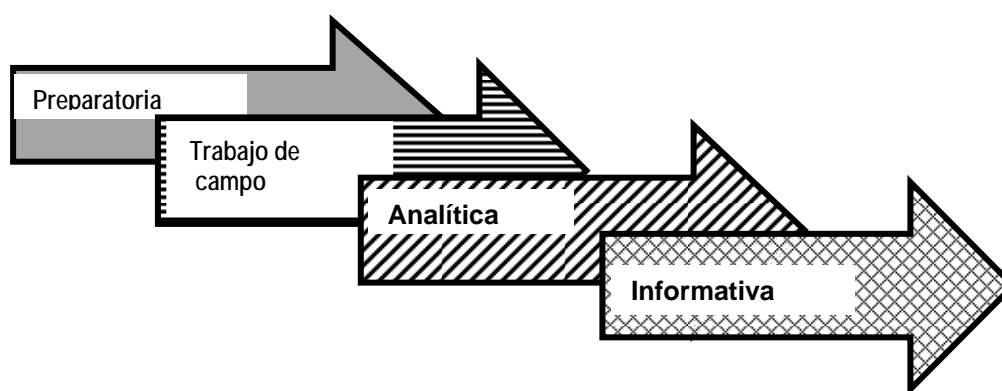 Preparatoria
Trabajo de
campo
Analítica
Informativa